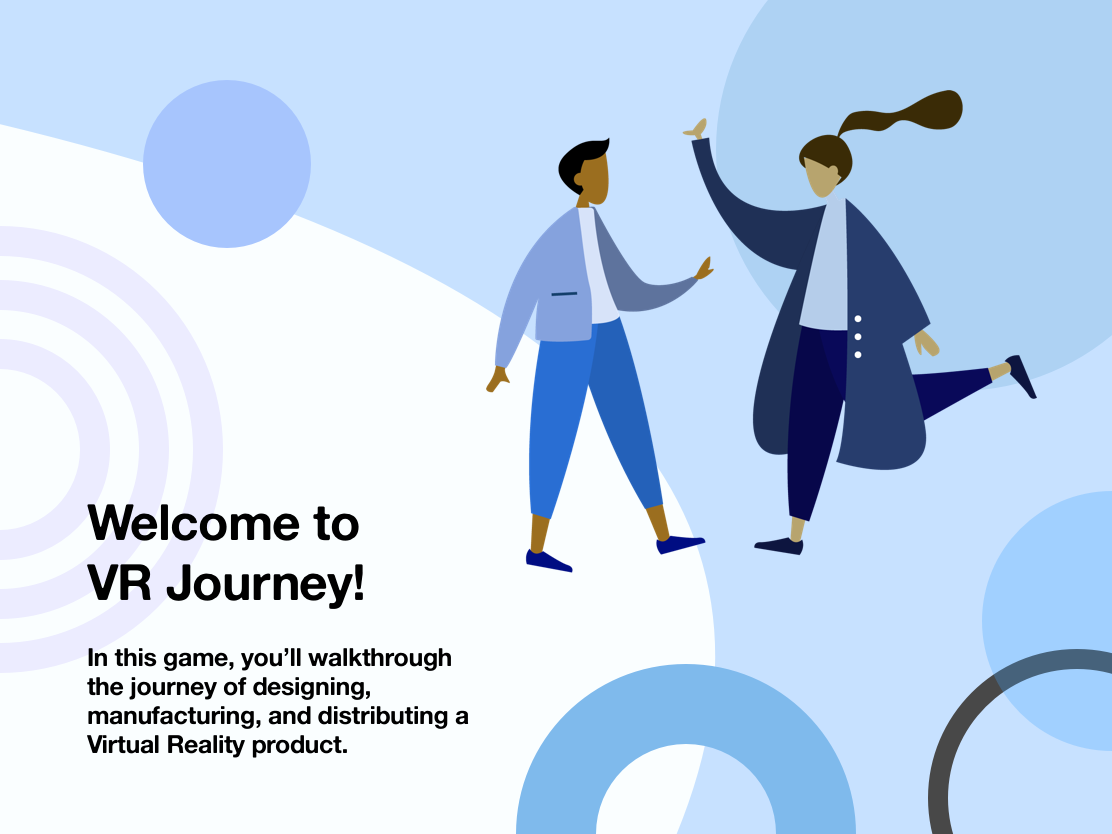 Welcome to
VR Journey!
In this game, you’ll walkthrough
the journey of designing,
manufacturing, and distributing a
Virtual Reality product.